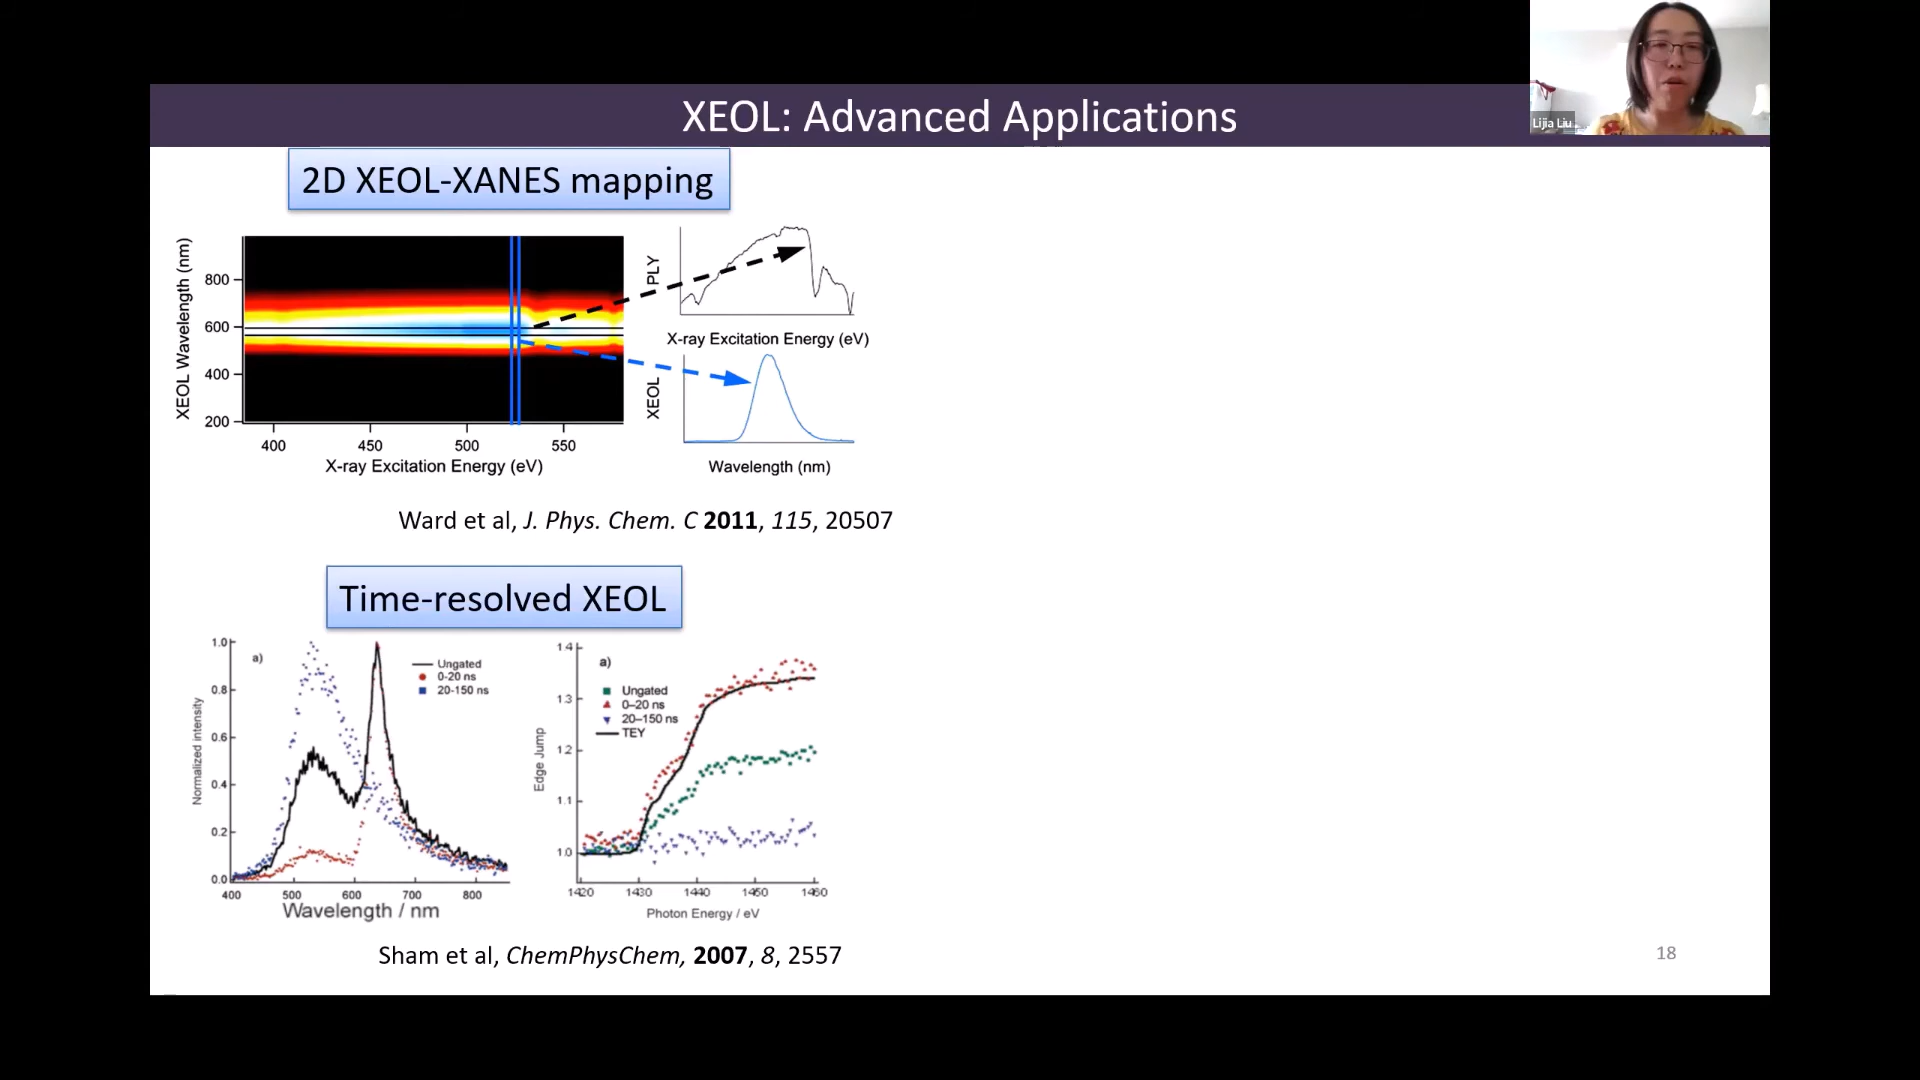 XEOL: Advanced Applications
Lijia Liu
2D XEOL-XANES mapping
XEOL Wavelength (nm)
800
600
400
200
400 450 500 550
X-ray Excitation Energy (eV)
PLY
X-ray Excitation Energy (eV)
XEOL
Wavelength (nm)
Ward et al, J. Phys. Chem. C 2011, 115, 20507
Time-resolved XEOL
a)
Ungated
0-20 ns
20-150 ns
Normalized intensity
1.0
0.8
0.6
0.4
0.2
0.0
400 500 600 700 800
Wavelength / nm
a)
Ungated
0–20 ns
20–150 ns
TEY
Edge Jump
1.4
1.3
1.2
1.1
1.0
1420 1430 1440 1450 1460
Photon Energy / eV
Sham et al, ChemPhysChem, 2007, 8, 2557
18